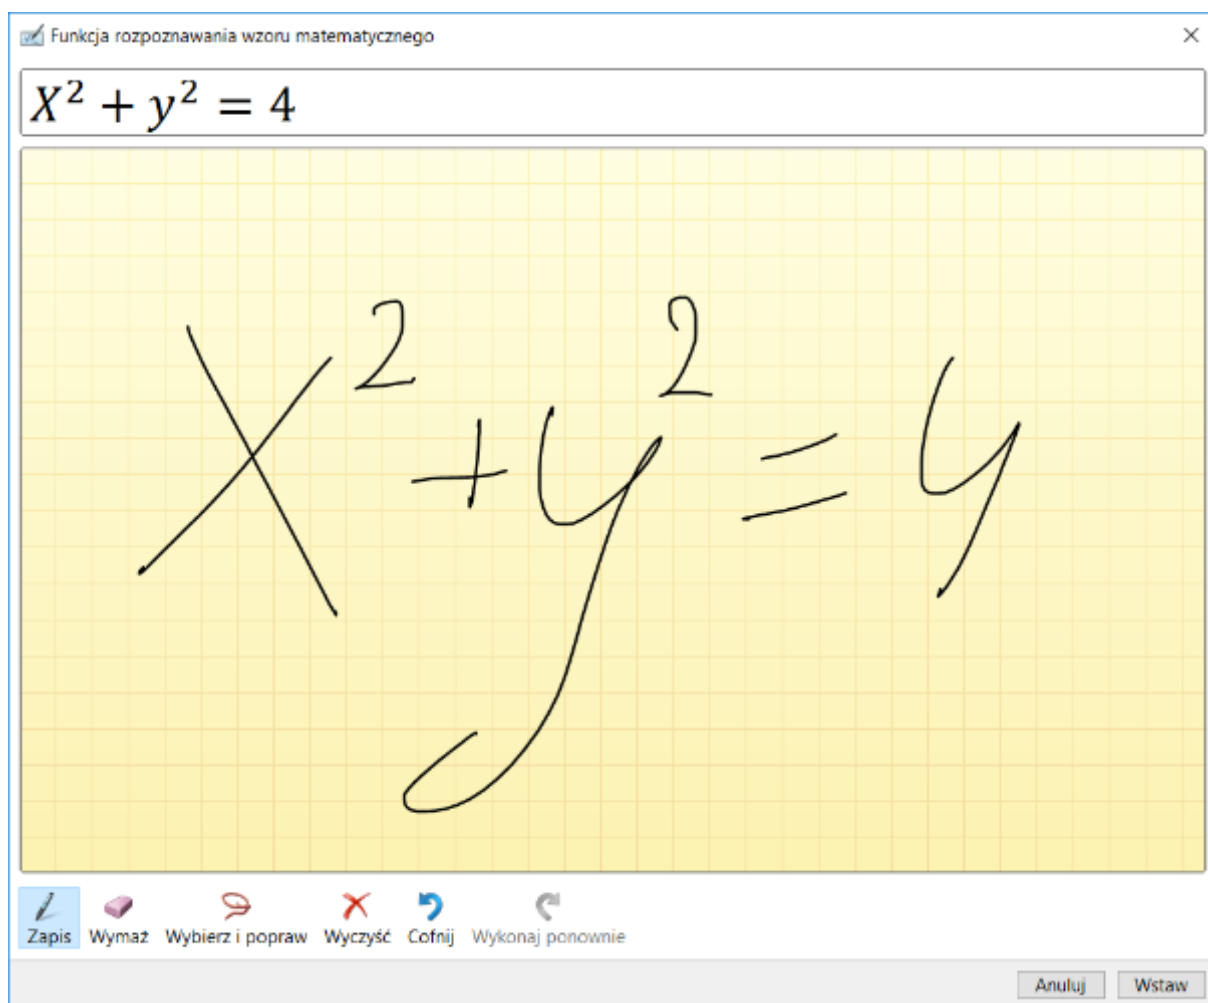 Funkcja rozpoznawania wzoru matematycznego
X² + y² = 4
X² + y² = 4
Zapis Wymaż Wybierz i popraw Wyczyść Cofnij Wykonaj ponownie
Anuluj Wstaw